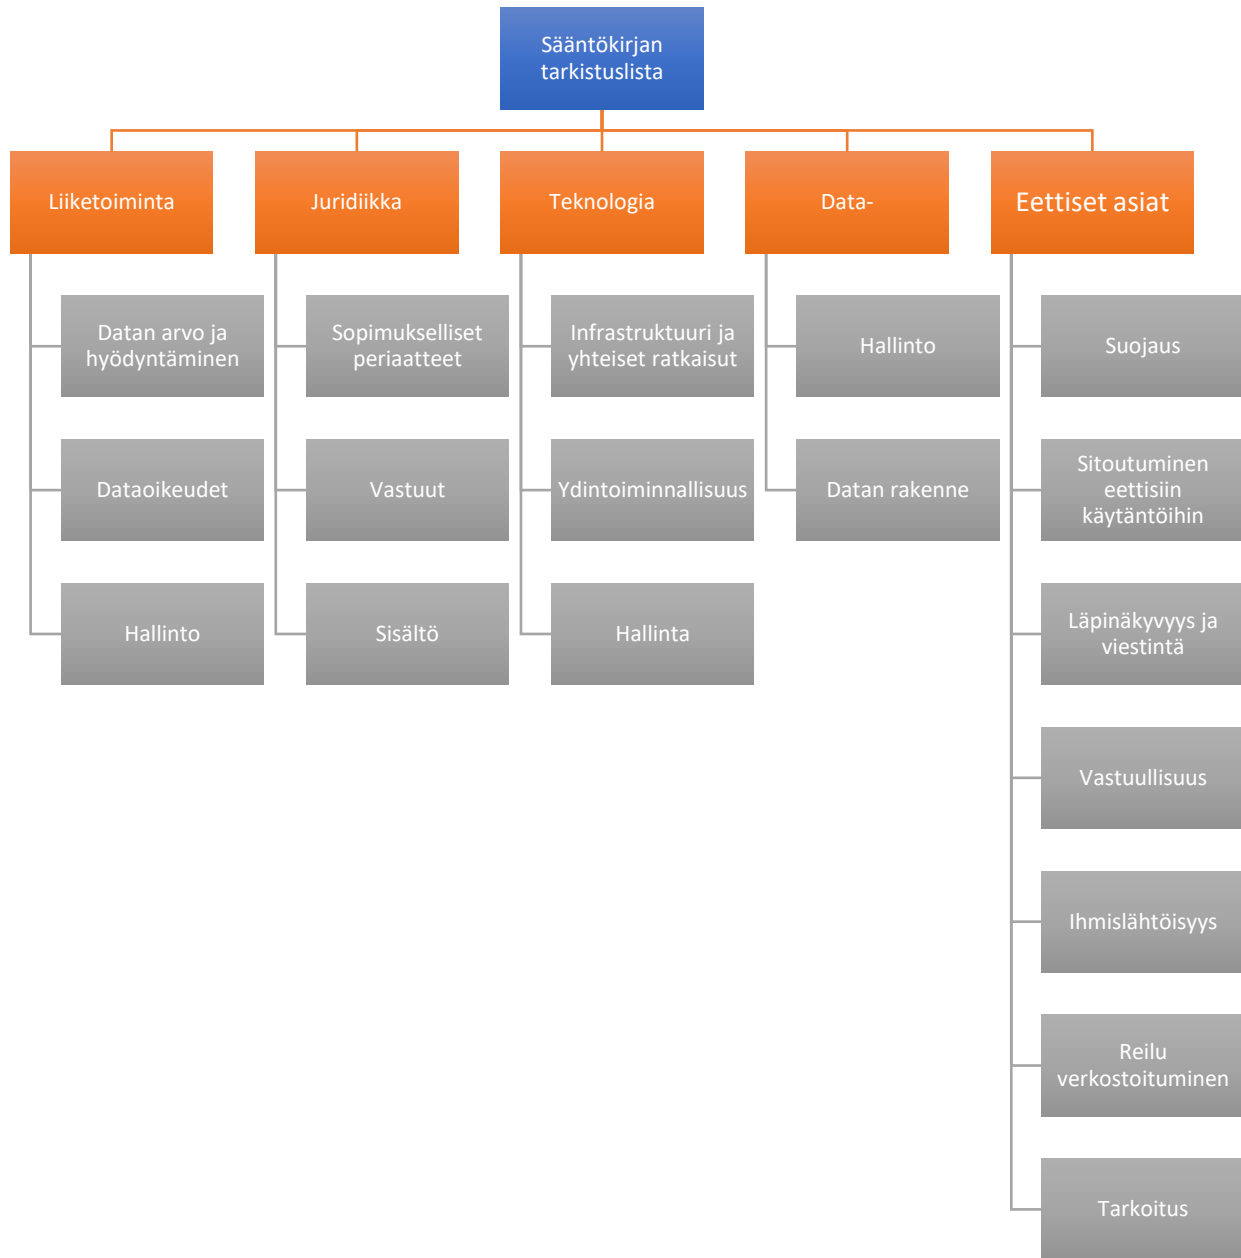 Sääntökirjan
tarkistuslista
Liiketoiminta
Juridiikka
Teknologia
Data-
Eettiset asiat
Datan arvo ja
hyödyntäminen
Dataoikeudet
Hallinto
Sopimukselliset
periaatteet
Vastuut
Sisältö
Infrastruktuuri ja
yhteiset ratkaisut
Ydintoiminnallisuus
Hallinta
Hallinto
Datan rakenne
Suojaus
Sitoutuminen
eettisiin
käytäntöihin
Läpinäkyvyys ja
viestintä
Vastuullisuus
Ihmislähtöisyys
Reilu
verkostoituminen
Tarkoitus